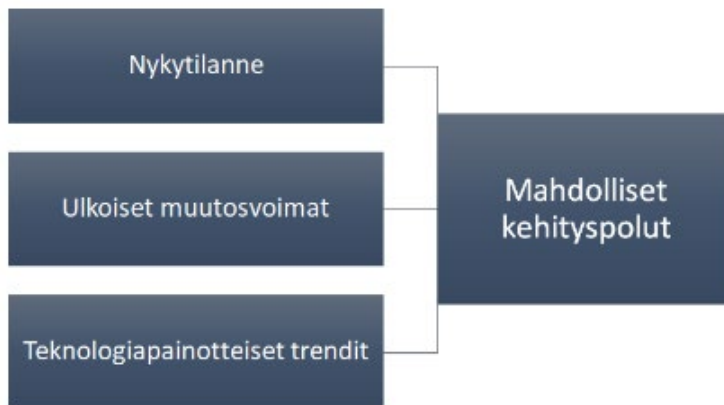 Nykytilanne
Ulkoiset muutosvoimat
Teknologiapainotteiset trendit
Mahdolliset
kehityspolut